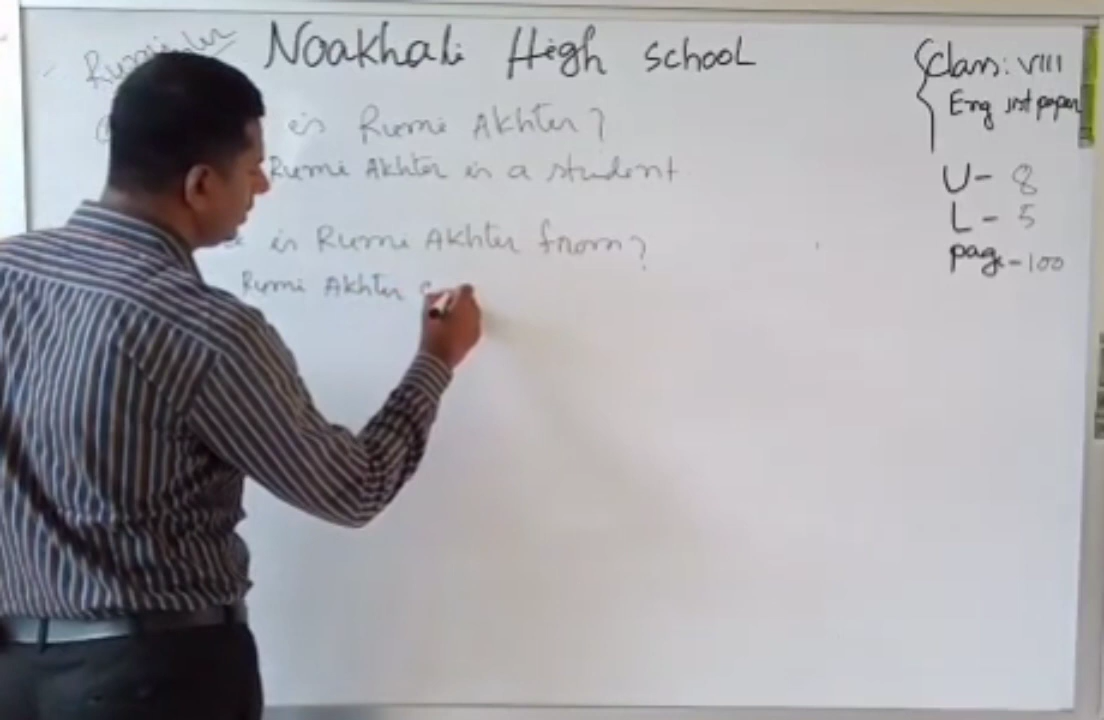 Noakhali High School
is Rumi Akhter?
Rumi Akhter is a student
is Rumi Akhter from?
Rumi Akhter
Class: VIII
Eng 1st paper
U- 8
L- 5
page-100